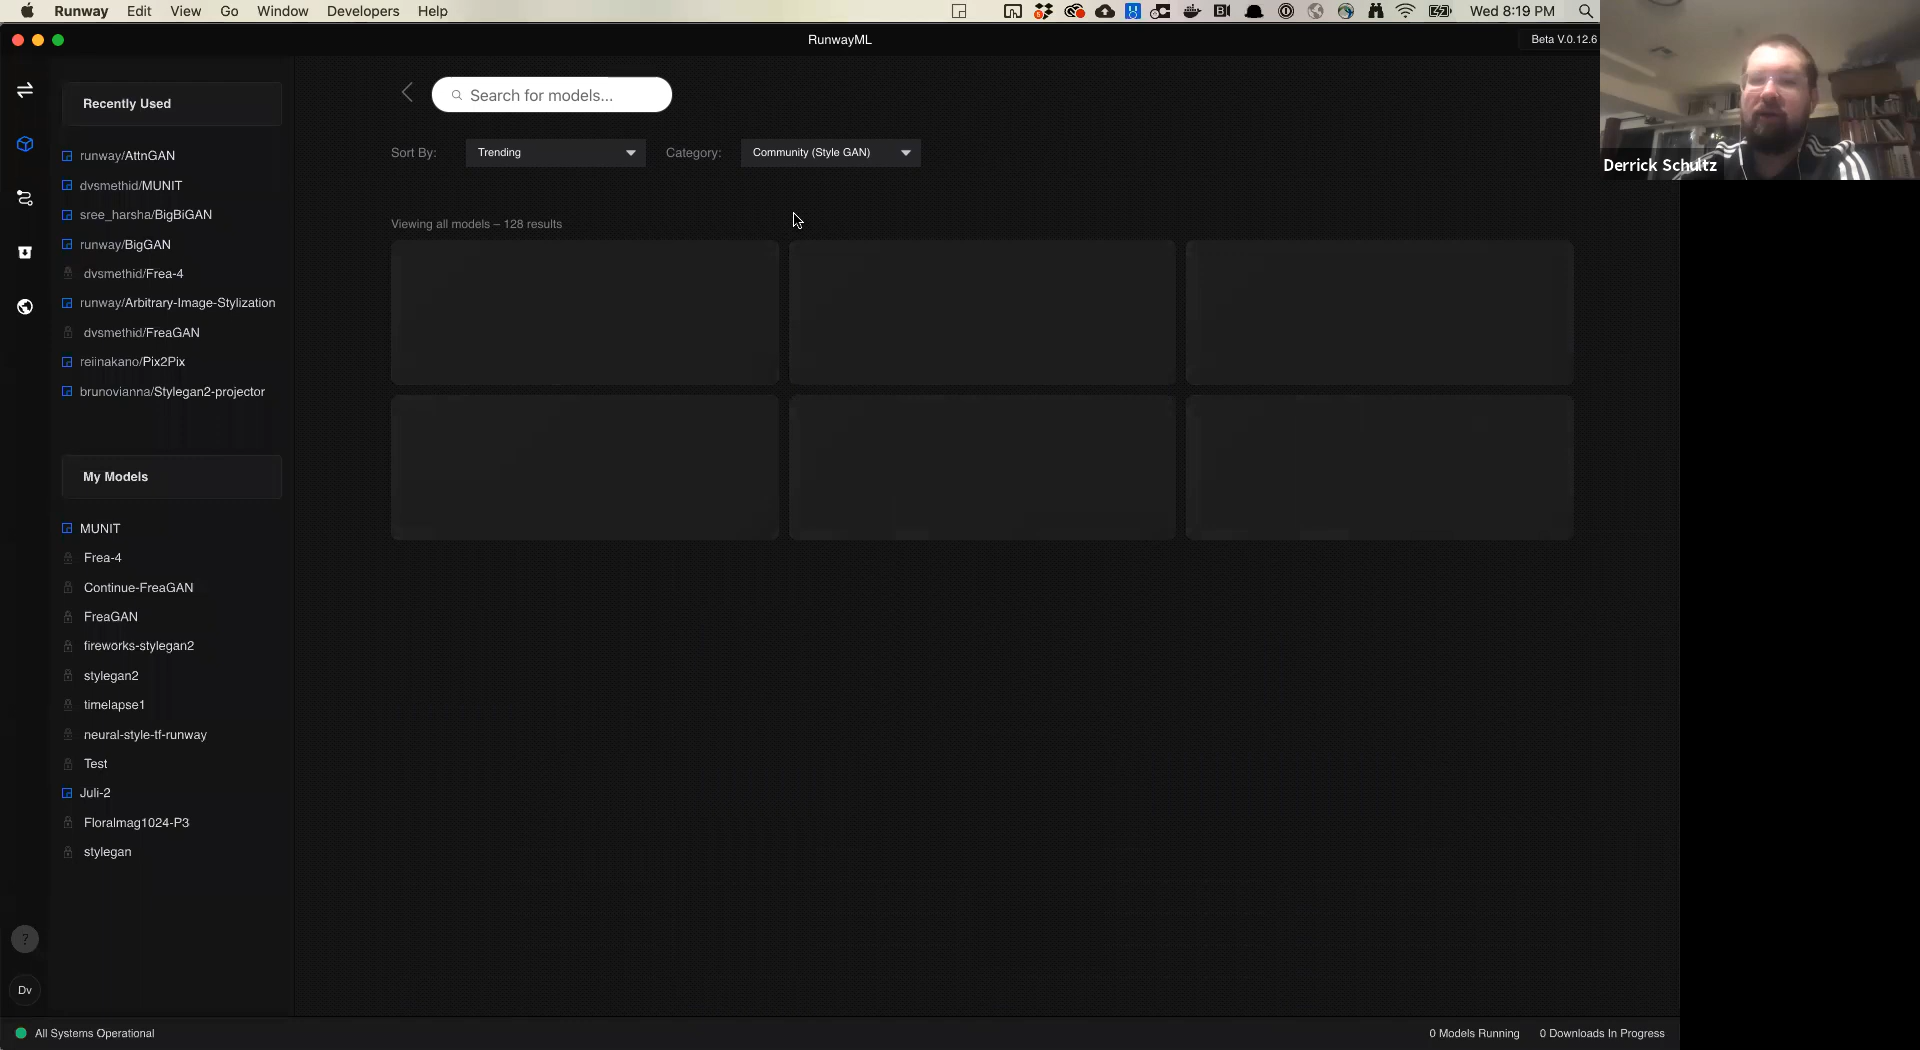 Runway Edit View Go Window Developers Help
Wed 8:19 PM
RunwayML
Beta V.0.12.6
Recently Used
runway/AttnGAN
dvsmethid/MUNIT
sree_harsha/BigBiGAN
runway/BigGAN
dvsmethid/Frea-4
runway/Arbitrary-Image-Stylization
dvsmethid/FreaGAN
reiinakano/Pix2Pix
brunovianna/Stylegan2-projector
My Models
MUNIT
Frea-4
Continue-FreaGAN
FreaGAN
fireworks-stylegan2
stylegan2
timelapse1
neural-style-tf-runway
Test
Juli-2
Floralmag1024-P3
stylegan
?
Dv
Search for models...
Sort By: Trending Category: Community (Style GAN)
Viewing all models – 128 results
Derrick Schultz
All Systems Operational
0 Models Running 0 Downloads In Progress